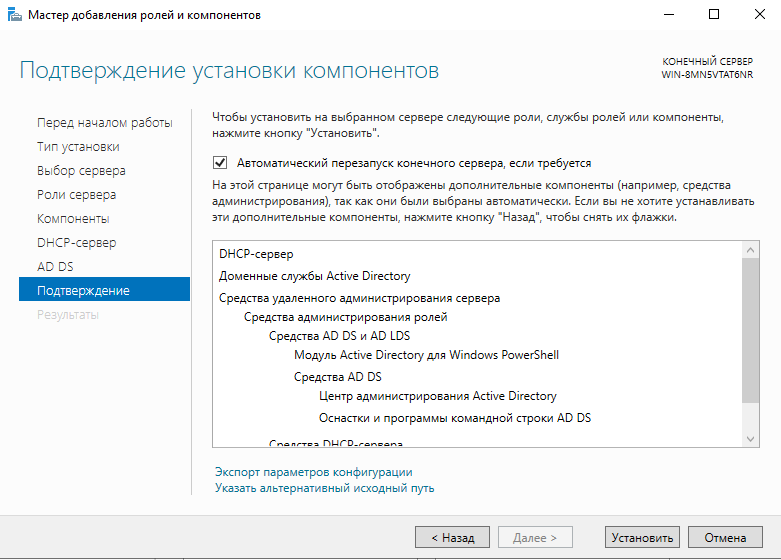 Мастер добавления ролей и компонентов
Подтверждение установки компонентов
КОНЕЧНЫЙ СЕРВЕР
WIN-8MN5VTAT6NR
Перед началом работы
Тип установки
Выбор сервера
Роли сервера
Компоненты
DHCP-сервер
AD DS
Подтверждение
Результаты
Чтобы установить на выбранном сервере следующие роли, службы ролей или компоненты,
нажмите кнопку "Установить".
Автоматический перезапуск конечного сервера, если требуется
На этой странице могут быть отображены дополнительные компоненты (например, средства
администрирования), так как они были выбраны автоматически. Если вы не хотите устанавливать
эти дополнительные компоненты, нажмите кнопку "Назад", чтобы снять их флажки.
DHCP-сервер
Доменные службы Active Directory
Средства удаленного администрирования сервера
Средства администрирования ролей
Средства AD DS и AD LDS
Модуль Active Directory для Windows PowerShell
Средства AD DS
Центр администрирования Active Directory
Оснастки и программы командной строки AD DS
Средства DHCP-сервера
Экспорт параметров конфигурации
Указать альтернативный исходный путь
< Назад
Далее >
Установить
Отмена